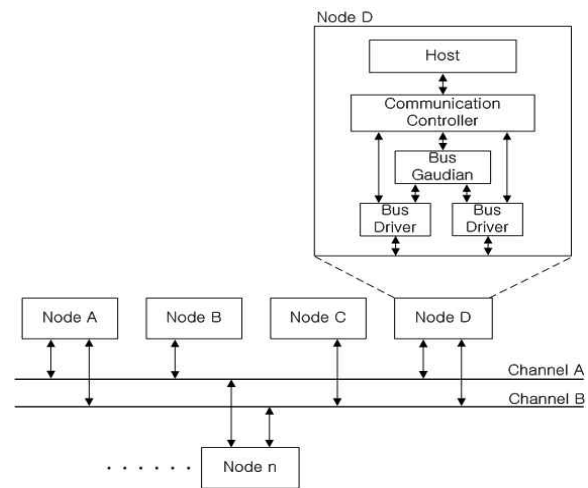 Node D
Host
Communication
Controller
Bus
Gaudian
Bus
Driver
Bus
Driver
Node A
Node B
Node C
Node D
Channel A
Channel B
· · · · · ·
Node n